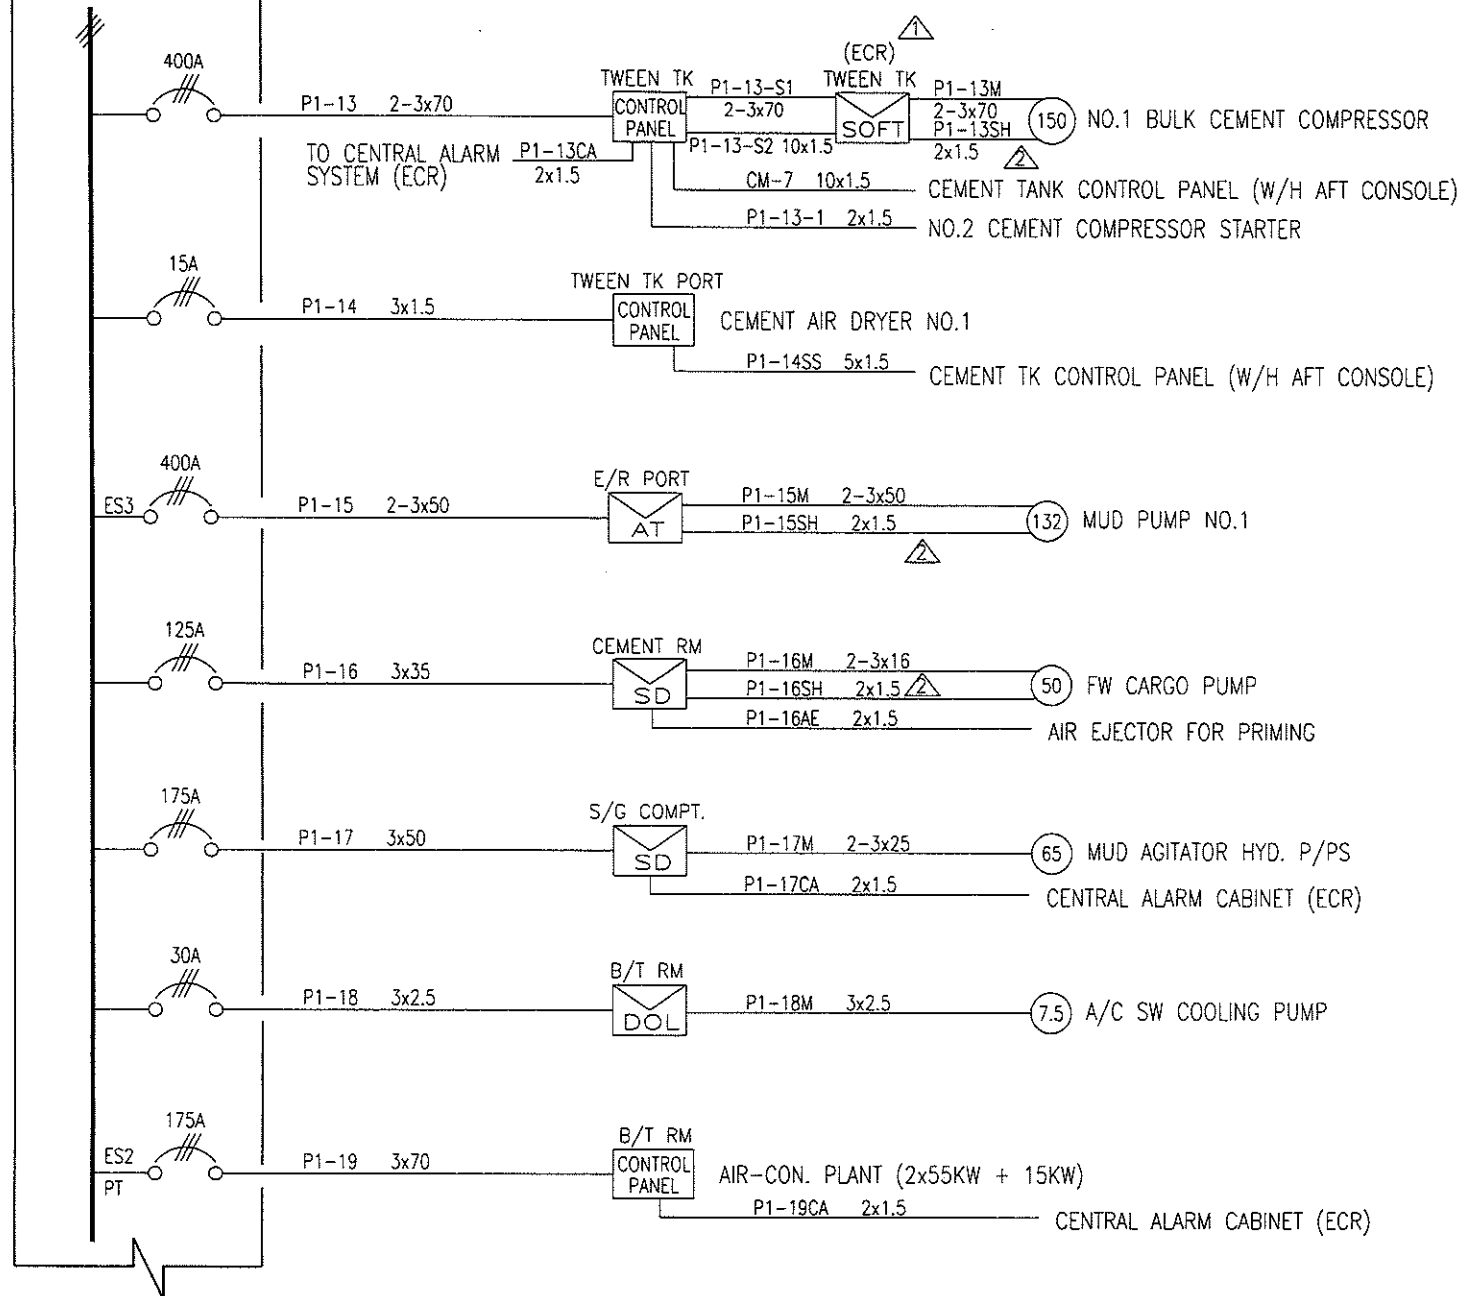 400A
P1-13 2-3x70
TWEEN TK
CONTROL
PANEL
P1-13-S1
2-3x70
P1-13-S2 10x1.5
1
(ECR)
TWEEN TK
SOFT
P1-13M
2-3x70
P1-13SH
2x1.5
2
150
NO.1 BULK CEMENT COMPRESSOR
TO CENTRAL ALARM
SYSTEM (ECR)
P1-13CA
2x1.5
CM-7 10x1.5
CEMENT TANK CONTROL PANEL (W/H AFT CONSOLE)
P1-13-1 2x1.5
NO.2 CEMENT COMPRESSOR STARTER
15A
P1-14 3x1.5
TWEEN TK PORT
CONTROL
PANEL
CEMENT AIR DRYER NO.1
P1-14SS 5x1.5
CEMENT TK CONTROL PANEL (W/H AFT CONSOLE)
400A
ES3
P1-15 2-3x50
E/R PORT
AT
P1-15M 2-3x50
P1-15SH 2x1.5
2
132
MUD PUMP NO.1
125A
P1-16 3x35
CEMENT RM
SD
P1-16M 2-3x16
P1-16SH 2x1.5
2
P1-16AE 2x1.5
50
FW CARGO PUMP
AIR EJECTOR FOR PRIMING
175A
P1-17 3x50
S/G COMPT.
SD
P1-17M 2-3x25
65
MUD AGITATOR HYD. P/PS
P1-17CA 2x1.5
CENTRAL ALARM CABINET (ECR)
30A
P1-18 3x2.5
B/T RM
DOL
P1-18M 3x2.5
7.5
A/C SW COOLING PUMP
175A
ES2
PT
P1-19 3x70
B/T RM
CONTROL
PANEL
AIR-CON. PLANT (2x55KW + 15KW)
P1-19CA 2x1.5
CENTRAL ALARM CABINET (ECR)